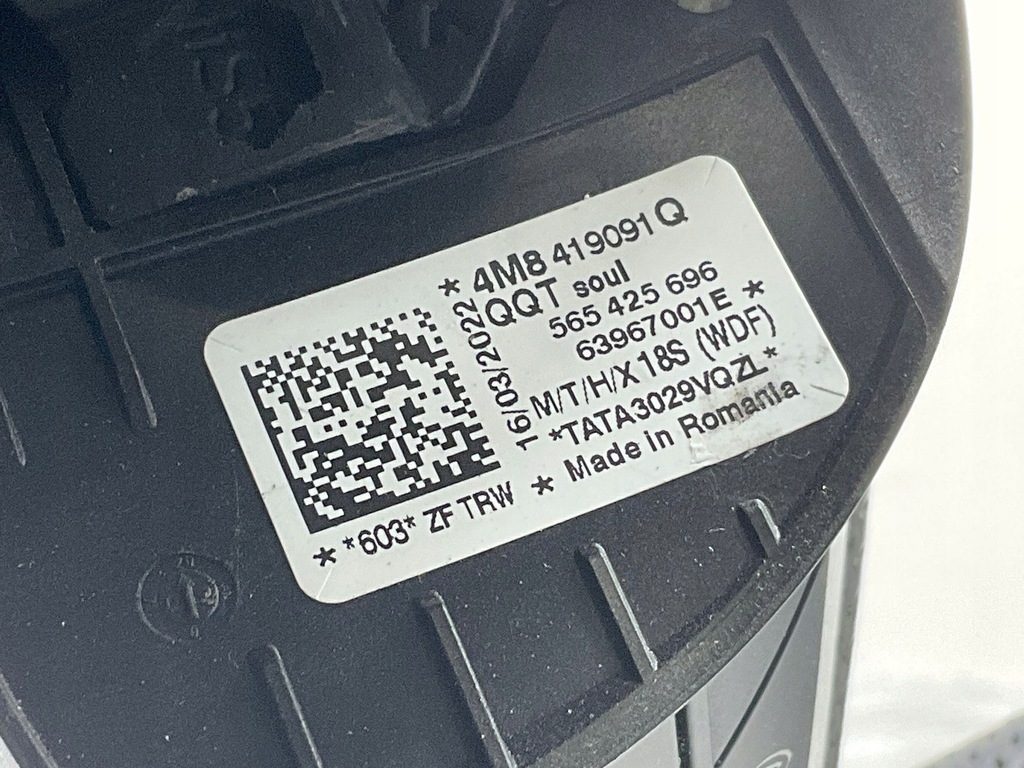 * 4M8 419091 Q
QQT soul
565 425 696
63967001E *
16/03/2022
M/T/H/X 18S (WDF)
*TATA3029VQZL*
* *603* ZF TRW * Made in Romania